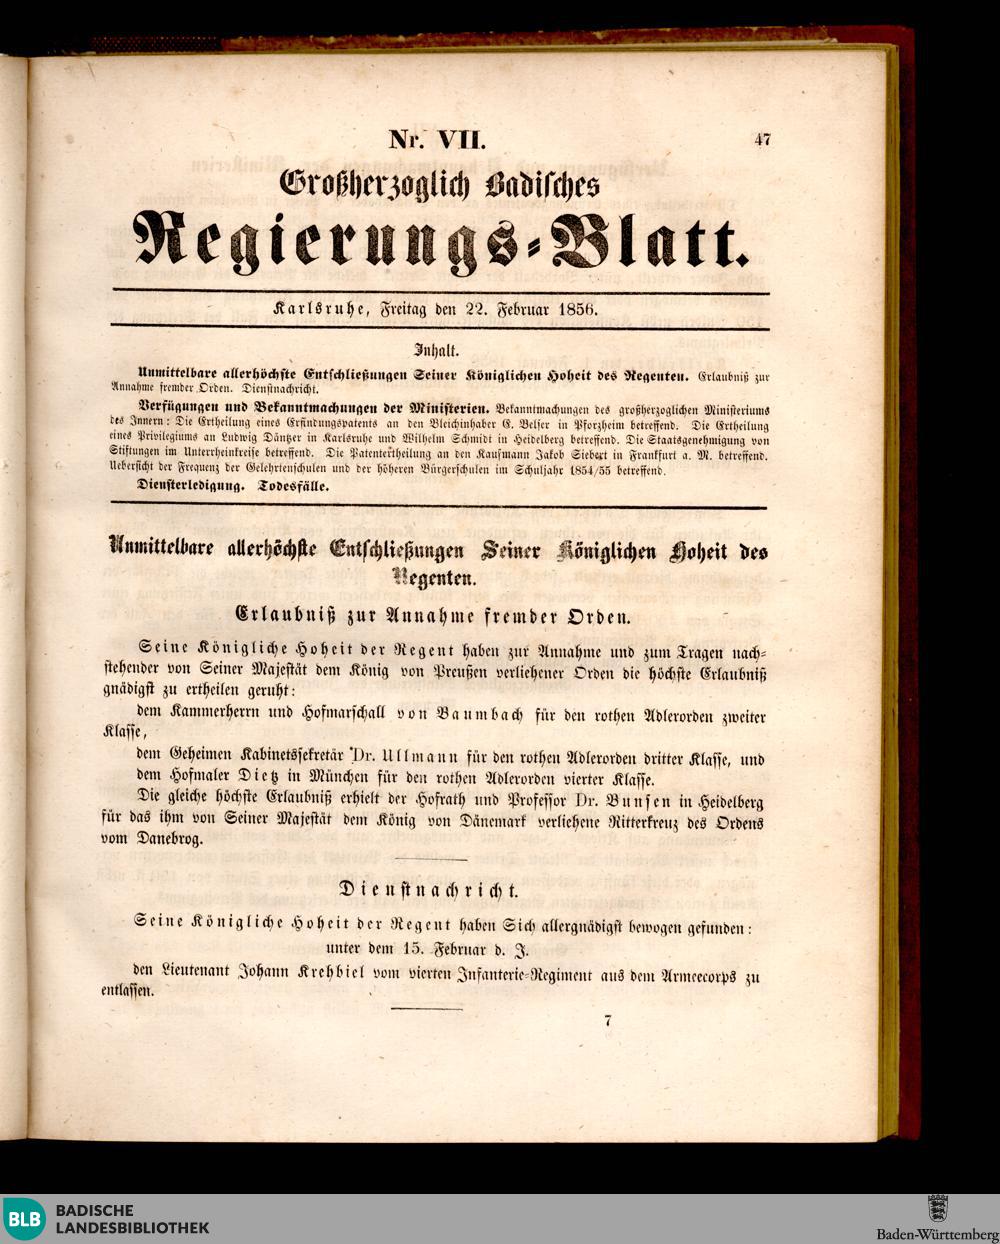 Nr. VII.
47
Großherzoglich Badisches
Regierungs-Blatt.
Karlsruhe, Freitag den 22. Februar 1856.
Inhalt.
Unmittelbare allerhöchste Entschließungen Seiner Königlichen Hoheit des Regenten. Erlaubniß zur
Annahme fremder Orden. Dienstnachricht.
Verfügungen und Bekanntmachungen der Ministerien. Bekanntmachungen des großherzoglichen Ministeriums
des Innern: Die Ertheilung eines Erfindungspatents an den Bleichinhaber G. Belser in Pforzheim betreffend. Die Ertheilung
eines Privilegiums an Ludwig Däntzer in Karlsruhe und Wilhelm Schmidt in Heidelberg betreffend. Die Staatsgenehmigung von
Stiftungen im Unterrheinkreise betreffend. Die Patentertheilung an den Kaufmann Jakob Siebert in Frankfurt a. M. betreffend.
Uebersicht der Frequenz der Gelehrtenschulen und der höheren Bürgerschulen im Schuljahr 1854/55 betreffend.
Diensterledigung. Todesfälle.
Unmittelbare allerhöchste Entschließungen Seiner Königlichen Hoheit des
Regenten.
Erlaubniß zur Annahme fremder Orden.
Seine Königliche Hoheit der Regent haben zur Annahme und zum Tragen nach-
stehender von Seiner Majestät dem König von Preußen verliehener Orden die höchste Erlaubniß
gnädigst zu ertheilen geruht:
dem Kammerherrn und Hofmarschall von Baumbach für den rothen Adlerorden zweiter
Klasse,
dem Geheimen Kabinetssekretär Dr. Ullmann für den rothen Adlerorden dritter Klasse, und
dem Hofmaler Dietz in München für den rothen Adlerorden vierter Klasse.
Die gleiche höchste Erlaubniß erhielt der Hofrath und Professor Dr. Bunsen in Heidelberg
für das ihm von Seiner Majestät dem König von Dänemark verliehene Ritterkreuz des Ordens
vom Danebrog.
Dienstnachricht.
Seine Königliche Hoheit der Regent haben Sich allergnädigst bewogen gefunden:
unter dem 15. Februar d. J.
den Lieutenant Johann Krehbiel vom vierten Infanterie-Regiment aus dem Armeecorps zu
entlassen.
7
BLB BADISCHE
LANDESBIBLIOTHEK
Baden-Württemberg